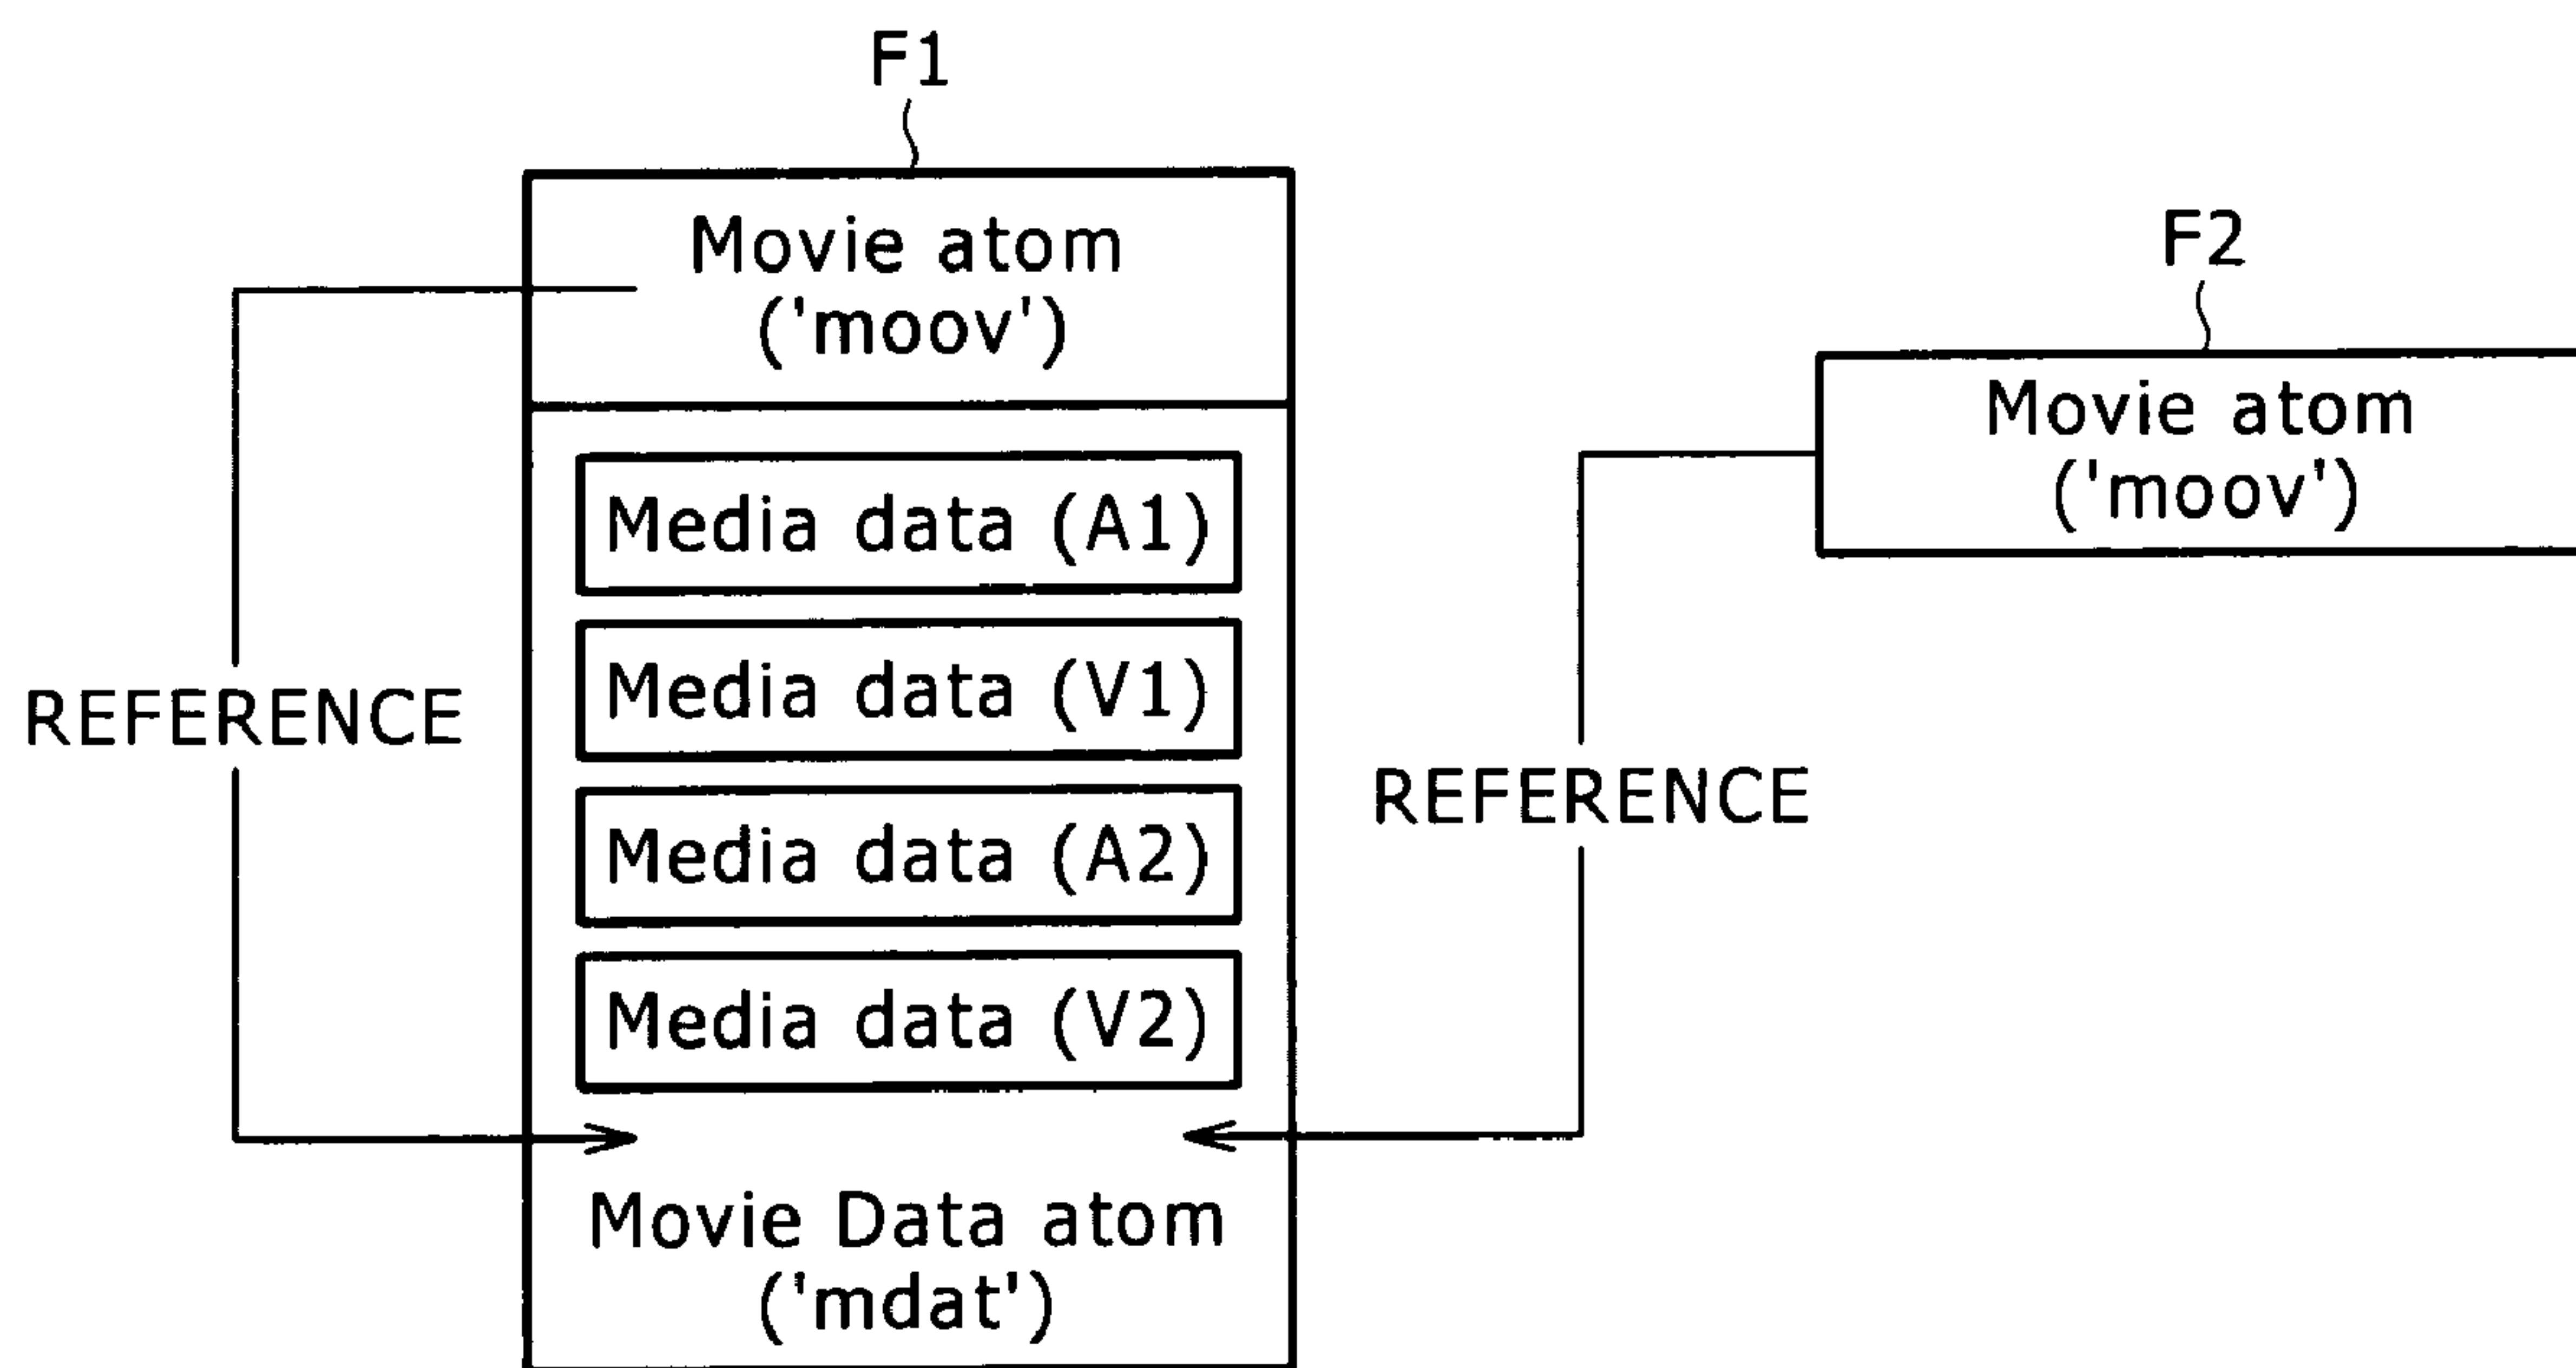 F1
Movie atom
('moov')
Media data (A1)
Media data (V1)
Media data (A2)
Media data (V2)
Movie Data atom
('mdat')
REFERENCE
F2
Movie atom
('moov')
REFERENCE